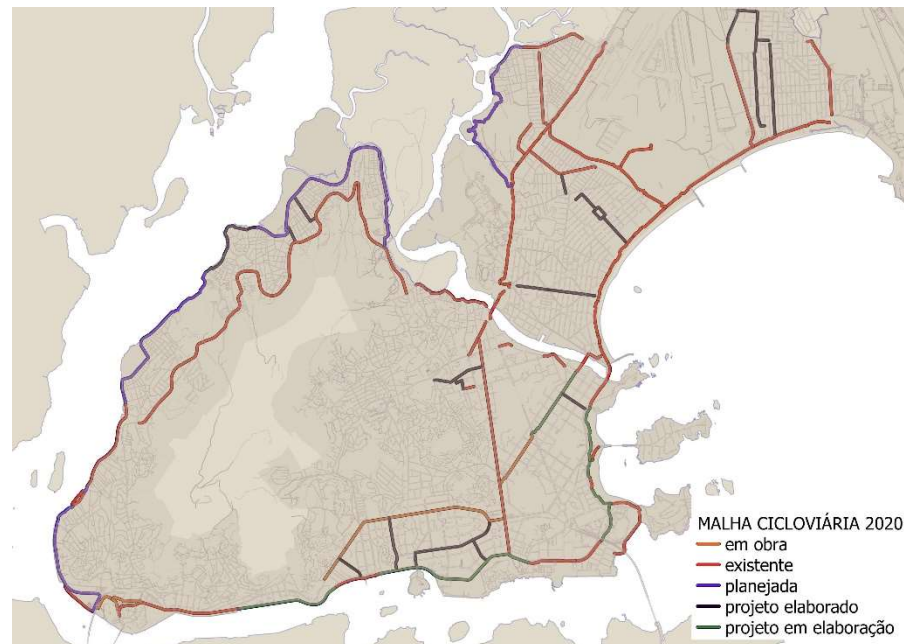 MALHA CICLOVIÁRIA 2020
em obra
existente
planejada
projeto elaborado
projeto em elaboração